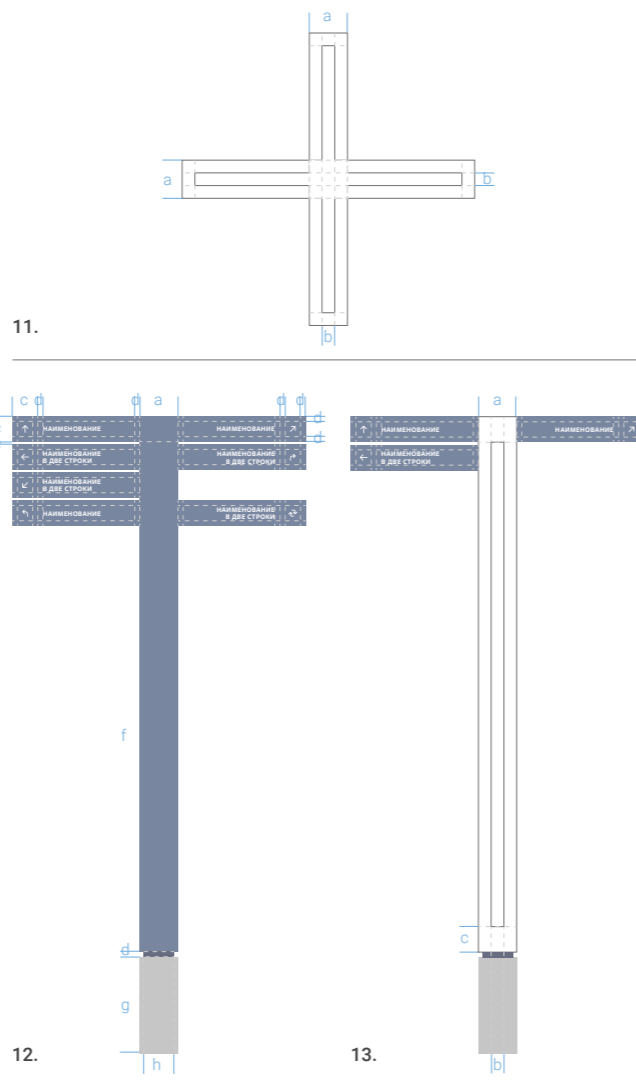 a
a
b
b
11.
c d d a d d
a
НАИМЕНОВАНИЕ
НАИМЕНОВАНИЕ
d
d
НАИМЕНОВАНИЕ
НАИМЕНОВАНИЕ
НАИМЕНОВАНИЕ
В ДВЕ СТРОКИ
НАИМЕНОВАНИЕ
В ДВЕ СТРОКИ
НАИМЕНОВАНИЕ
В ДВЕ СТРОКИ
НАИМЕНОВАНИЕ
В ДВЕ СТРОКИ
НАИМЕНОВАНИЕ
НАИМЕНОВАНИЕ
В ДВЕ СТРОКИ
f
c
d
g
12.
h
13.
b